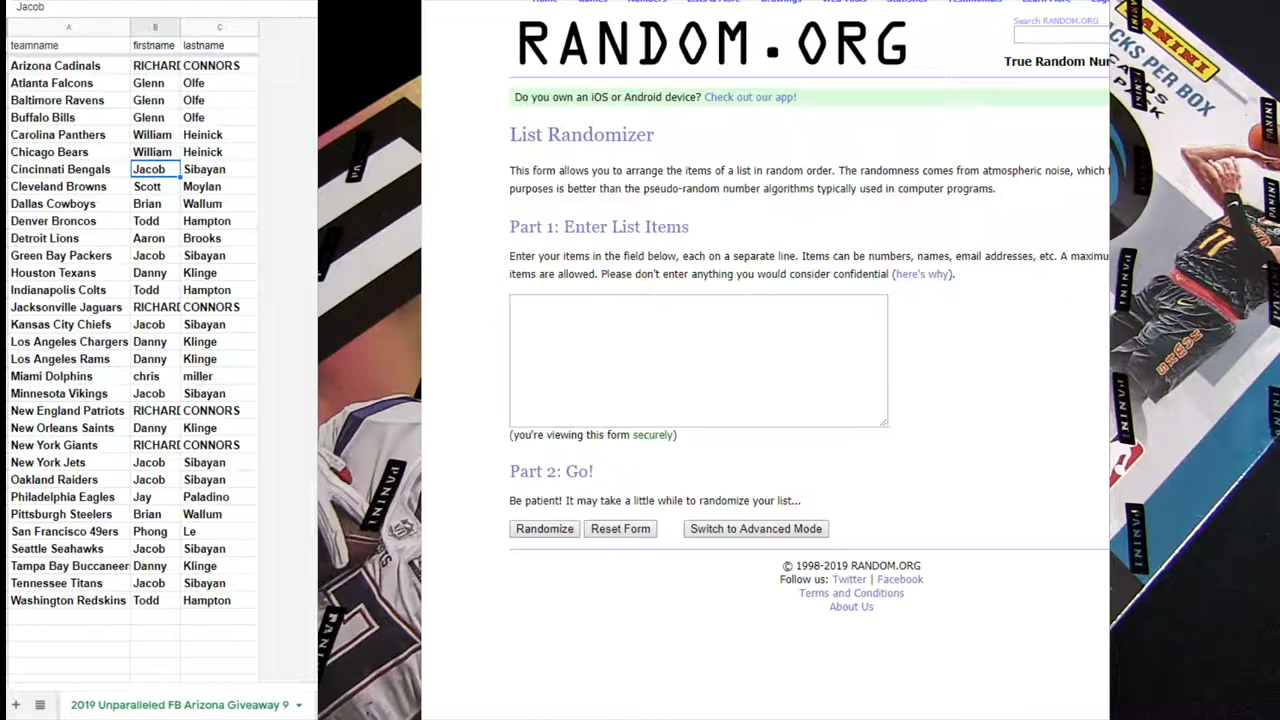 Jacob
A B C
teamname firstname lastname
Arizona Cadinals RICHARD CONNORS
Atlanta Falcons Glenn Olfe
Baltimore Ravens Glenn Olfe
Buffalo Bills Glenn Olfe
Carolina Panthers William Heinick
Chicago Bears William Heinick
Cincinnati Bengals Jacob Sibayan
Cleveland Browns Scott Moylan
Dallas Cowboys Brian Wallum
Denver Broncos Todd Hampton
Detroit Lions Aaron Brooks
Green Bay Packers Jacob Sibayan
Houston Texans Danny Klinge
Indianapolis Colts Todd Hampton
Jacksonville Jaguars RICHARD CONNORS
Kansas City Chiefs Jacob Sibayan
Los Angeles Chargers Danny Klinge
Los Angeles Rams Danny Klinge
Miami Dolphins chris miller
Minnesota Vikings Jacob Sibayan
New England Patriots RICHARD CONNORS
New Orleans Saints Danny Klinge
New York Giants RICHARD CONNORS
New York Jets Jacob Sibayan
Oakland Raiders Jacob Sibayan
Philadelphia Eagles Jay Paladino
Pittsburgh Steelers Brian Wallum
San Francisco 49ers Phong Le
Seattle Seahawks Jacob Sibayan
Tampa Bay Buccaneer Danny Klinge
Tennessee Titans Jacob Sibayan
Washington Redskins Todd Hampton
2019 Unparalleled FB Arizona Giveaway 9
RANDOM.ORG
Search RANDOM.ORG
True Random Nu
Do you own an iOS or Android device? Check out our app!
List Randomizer
This form allows you to arrange the items of a list in random order. The randomness comes from atmospheric noise, which
purposes is better than the pseudo-random number algorithms typically used in computer programs.
Part 1: Enter List Items
Enter your items in the field below, each on a separate line. Items can be numbers, names, email addresses, etc. A maximu
items are allowed. Please don't enter anything you would consider confidential (here's why).
(you're viewing this form securely)
Part 2: Go!
Be patient! It may take a little while to randomize your list...
Randomize Reset Form Switch to Advanced Mode
© 1998-2019 RANDOM.ORG
Follow us: Twitter | Facebook
Terms and Conditions
About Us
PANINI
CKS PER BOX
PACK
PANINI
PANINI
PANINI
PANINI
PANINI
11